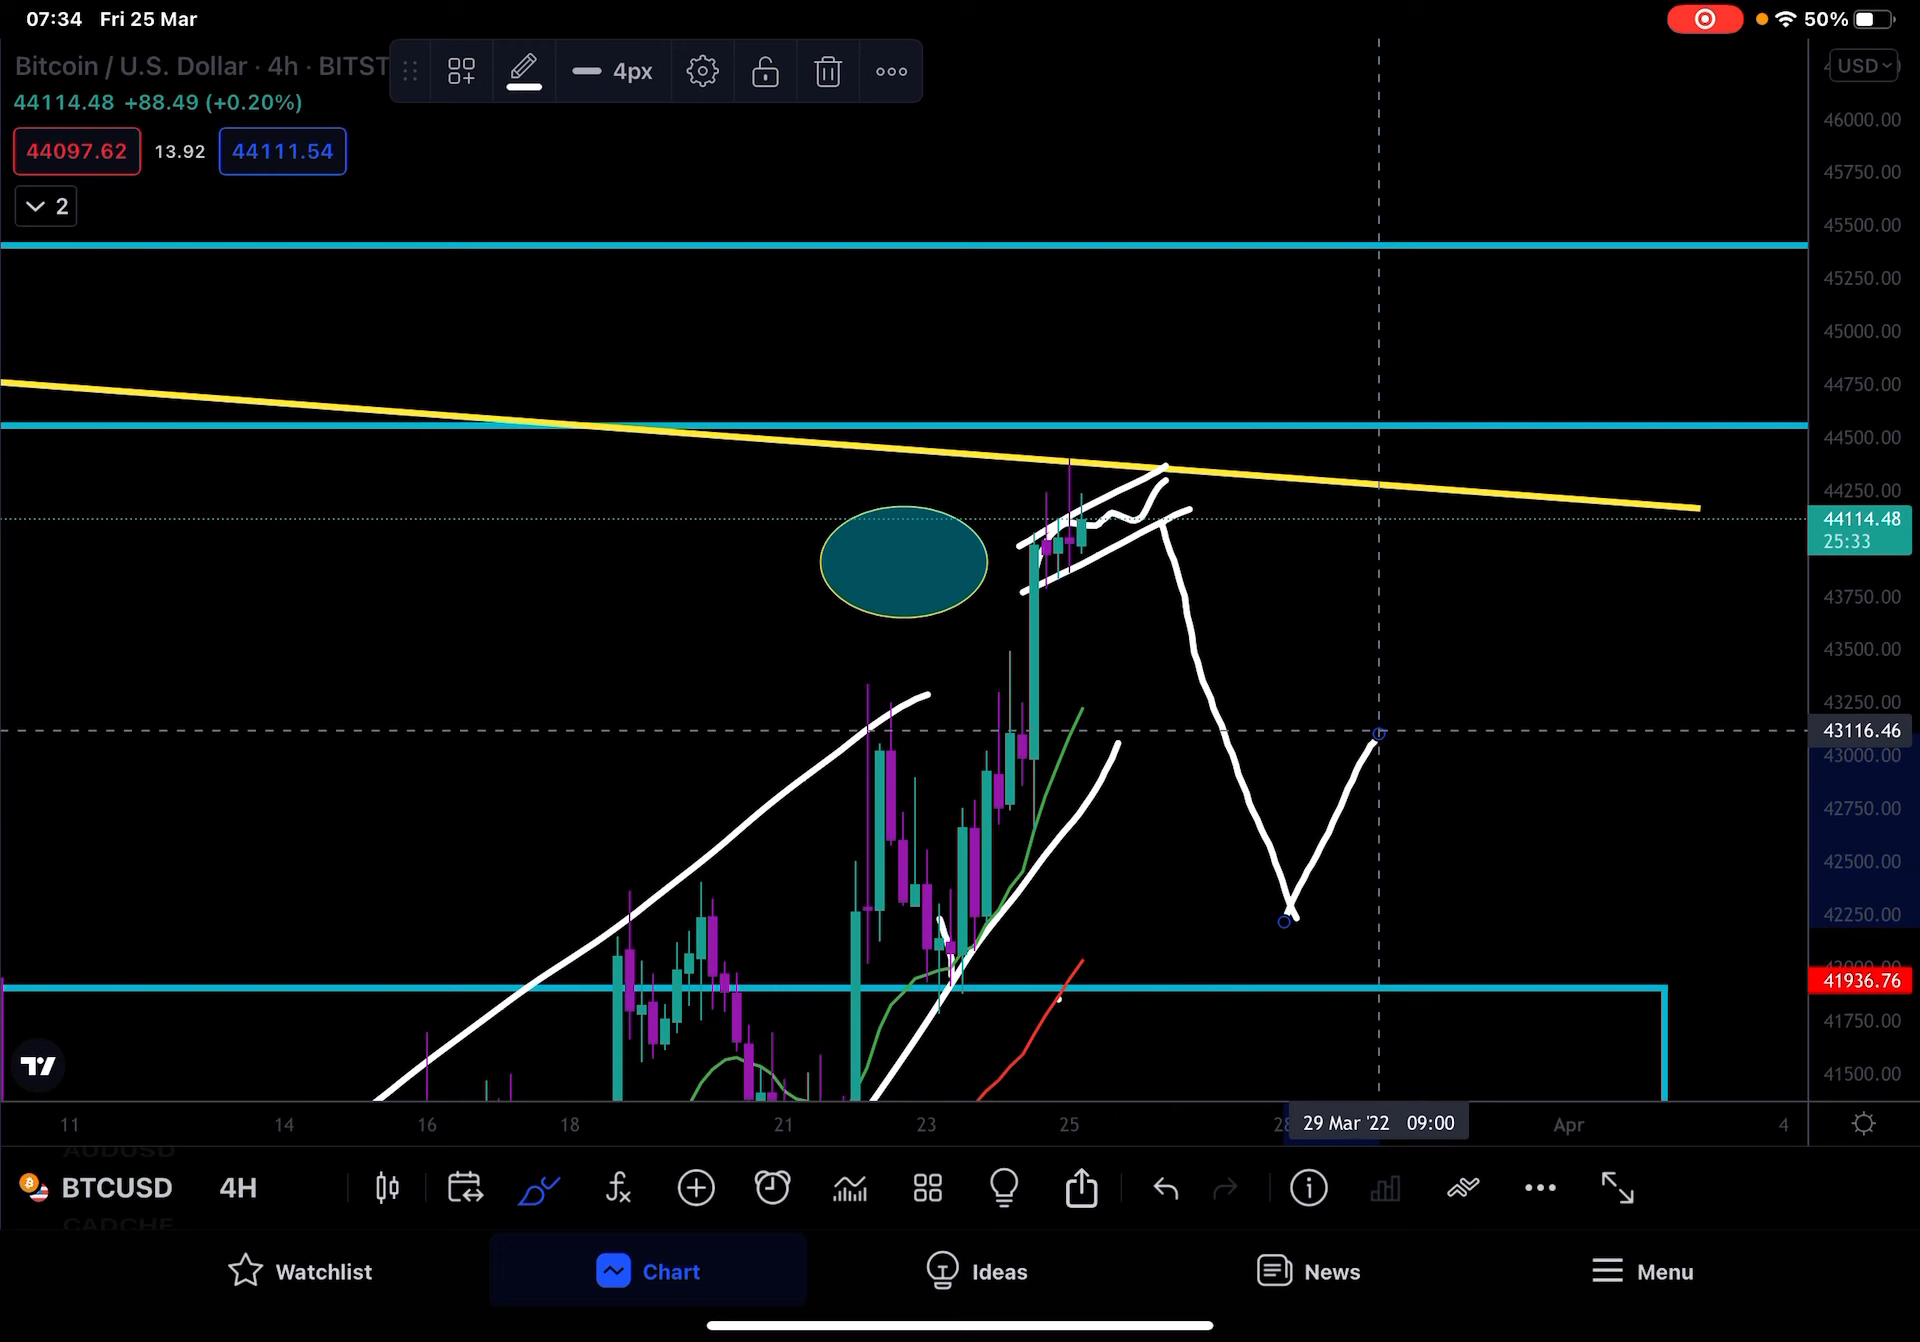 07:34 Fri 25 Mar
50%
Bitcoin / U.S. Dollar · 4h · BITST
4px
USD
44114.48 +88.49 (+0.20%)
44097.62 13.92 44111.54
2
46000.00
45750.00
45500.00
45250.00
45000.00
44750.00
44500.00
44250.00
44114.48
25:33
43750.00
43500.00
43250.00
43116.46
43000.00
42750.00
42500.00
42250.00
41936.76
41750.00
41500.00
11 14 16 18 21 23 25 28 29 Mar '22 09:00 Apr 4
AUDUSD
BTCUSD 4H
GADCHF
Watchlist Chart Ideas News Menu